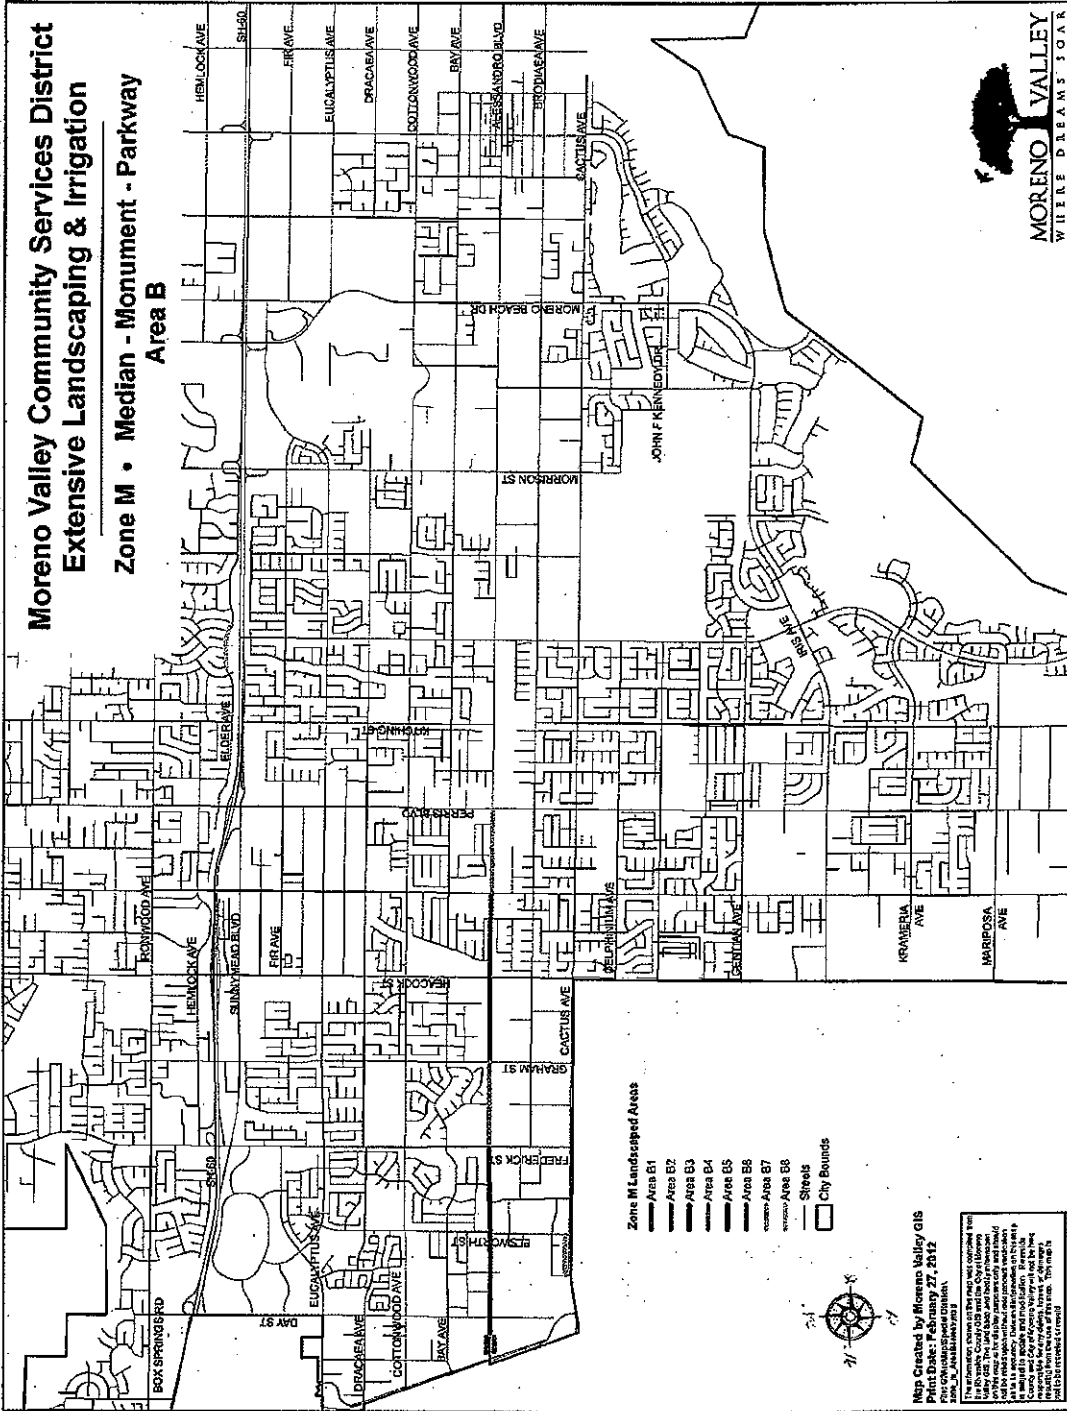 Moreno Valley Community Services District
Extensive Landscaping & Irrigation
Zone M • Median - Monument - Parkway
Area B
HEMLOCK AVE
SH-60
FIR AVE
EUCALYPTUS AVE
DRACAEA AVE
COTTONWOOD AVE
BAY AVE
ALESSANDRO BLVD
BRODIAEA AVE
CACTUS AVE
MORENO BEACH DR
JOHN F KENNEDY DR
MORRISON ST
IRIS AVE
ELDER AVE
KITCHING ST
PERRIS BLVD
IRONWOOD AVE
HEMLOCK AVE
SUNNYMEAD BLVD
FIR AVE
HEACOCK ST
DELPHINIUM AVE
GENTIAN AVE
KRAMERIA
AVE
MARIPOSA
AVE
CACTUS AVE
GRAHAM ST
FREDERICK ST
ELSWORTH ST
SH-60
EUCALYPTUS AVE
DAY ST
BOX SPRINGS RD
DRACAEA AVE
COTTONWOOD AVE
BAY AVE
Zone M Landscaped Areas
Area B1
Area B2
Area B3
Area B4
Area B5
Area B6
Area B7
Area B8
Streets
City Bounds
Map Created by Moreno Valley GIS
Print Date: February 27, 2012
MORENO VALLEY
WHERE DREAMS SOAR